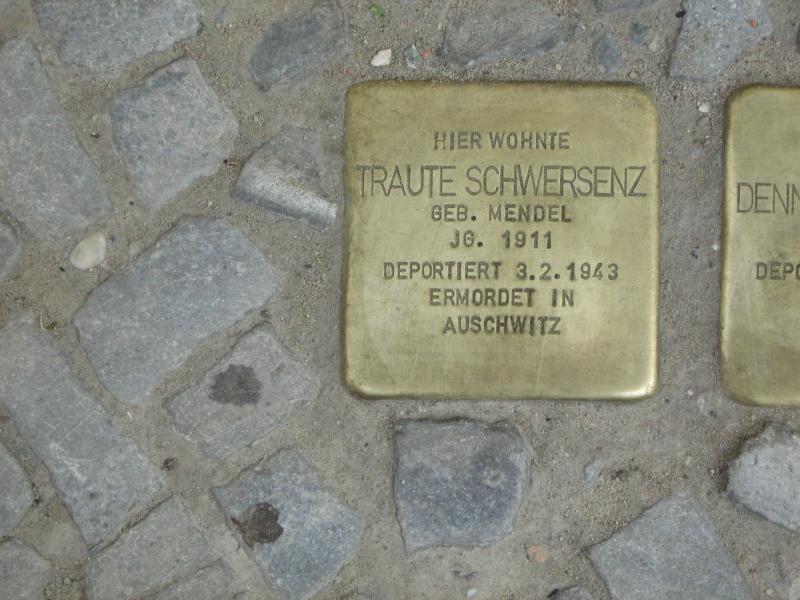 HIER WOHNTE
TRAUTE SCHWERSENZ
GEB. MENDEL
JG. 1911
DEPORTIERT 3.2.1943
ERMORDET IN
AUSCHWITZ